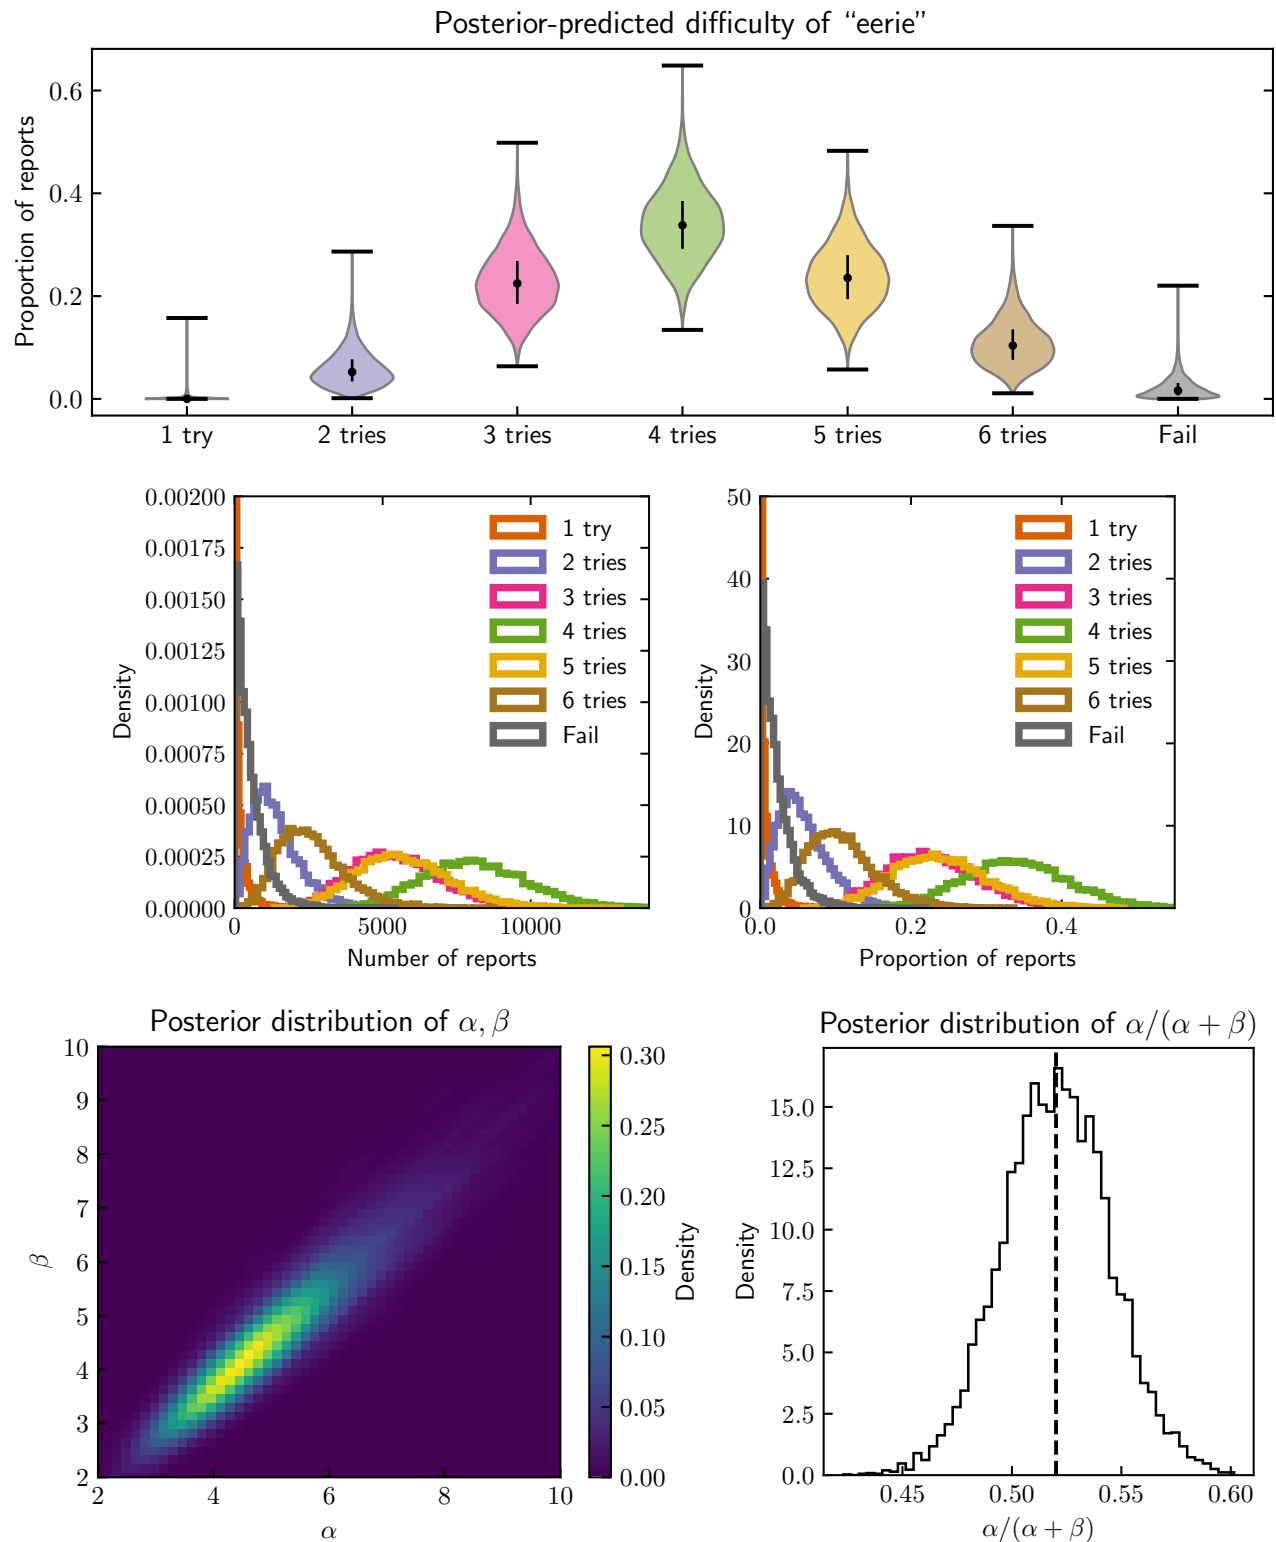 Posterior-predicted difficulty of “eerie”
Proportion of reports
0.6
0.4
0.2
0.0
1 try 2 tries 3 tries 4 tries 5 tries 6 tries Fail
Density
0.00200
0.00175
0.00150
0.00125
0.00100
0.00075
0.00050
0.00025
0.00000
0 5000 10000
Number of reports
1 try
2 tries
3 tries
4 tries
5 tries
6 tries
Fail
Density
50
40
30
20
10
0
0.0 0.2 0.4
Proportion of reports
1 try
2 tries
3 tries
4 tries
5 tries
6 tries
Fail
Posterior distribution of α, β
β
10
9
8
7
6
5
4
3
2
2 4 6 8 10
α
0.30
0.25
0.20
0.15
0.10
0.05
0.00
Density
Posterior distribution of α/(α + β)
Density
15.0
12.5
10.0
7.5
5.0
2.5
0.0
0.45 0.50 0.55 0.60
α/(α + β)